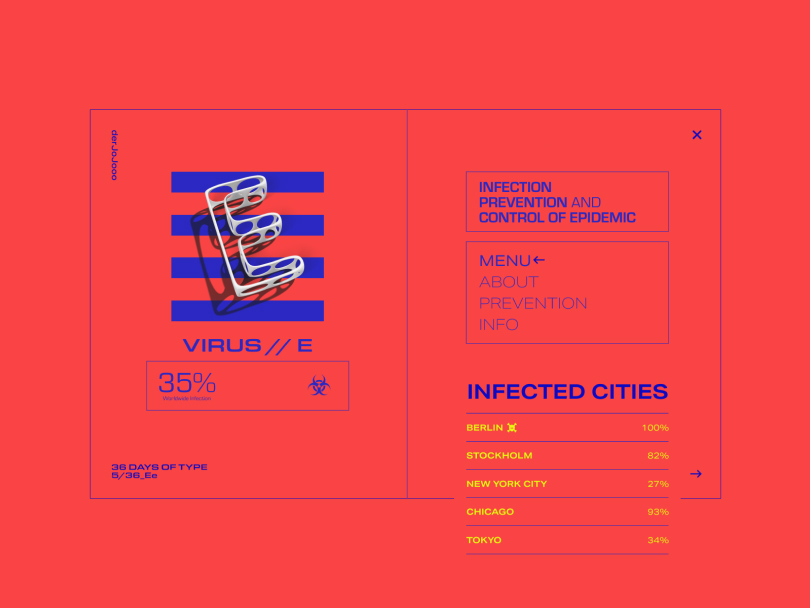 der.Jo.Jooo
E
VIRUS // E
35%
Worldwide Infection
36 DAYS OF TYPE
5/36_Ee
INFECTION
PREVENTION AND
CONTROL OF EPIDEMIC
MENU←
ABOUT
PREVENTION
INFO
INFECTED CITIES
BERLIN 100%
STOCKHOLM 82%
NEW YORK CITY 27%
CHICAGO 93%
TOKYO 34%